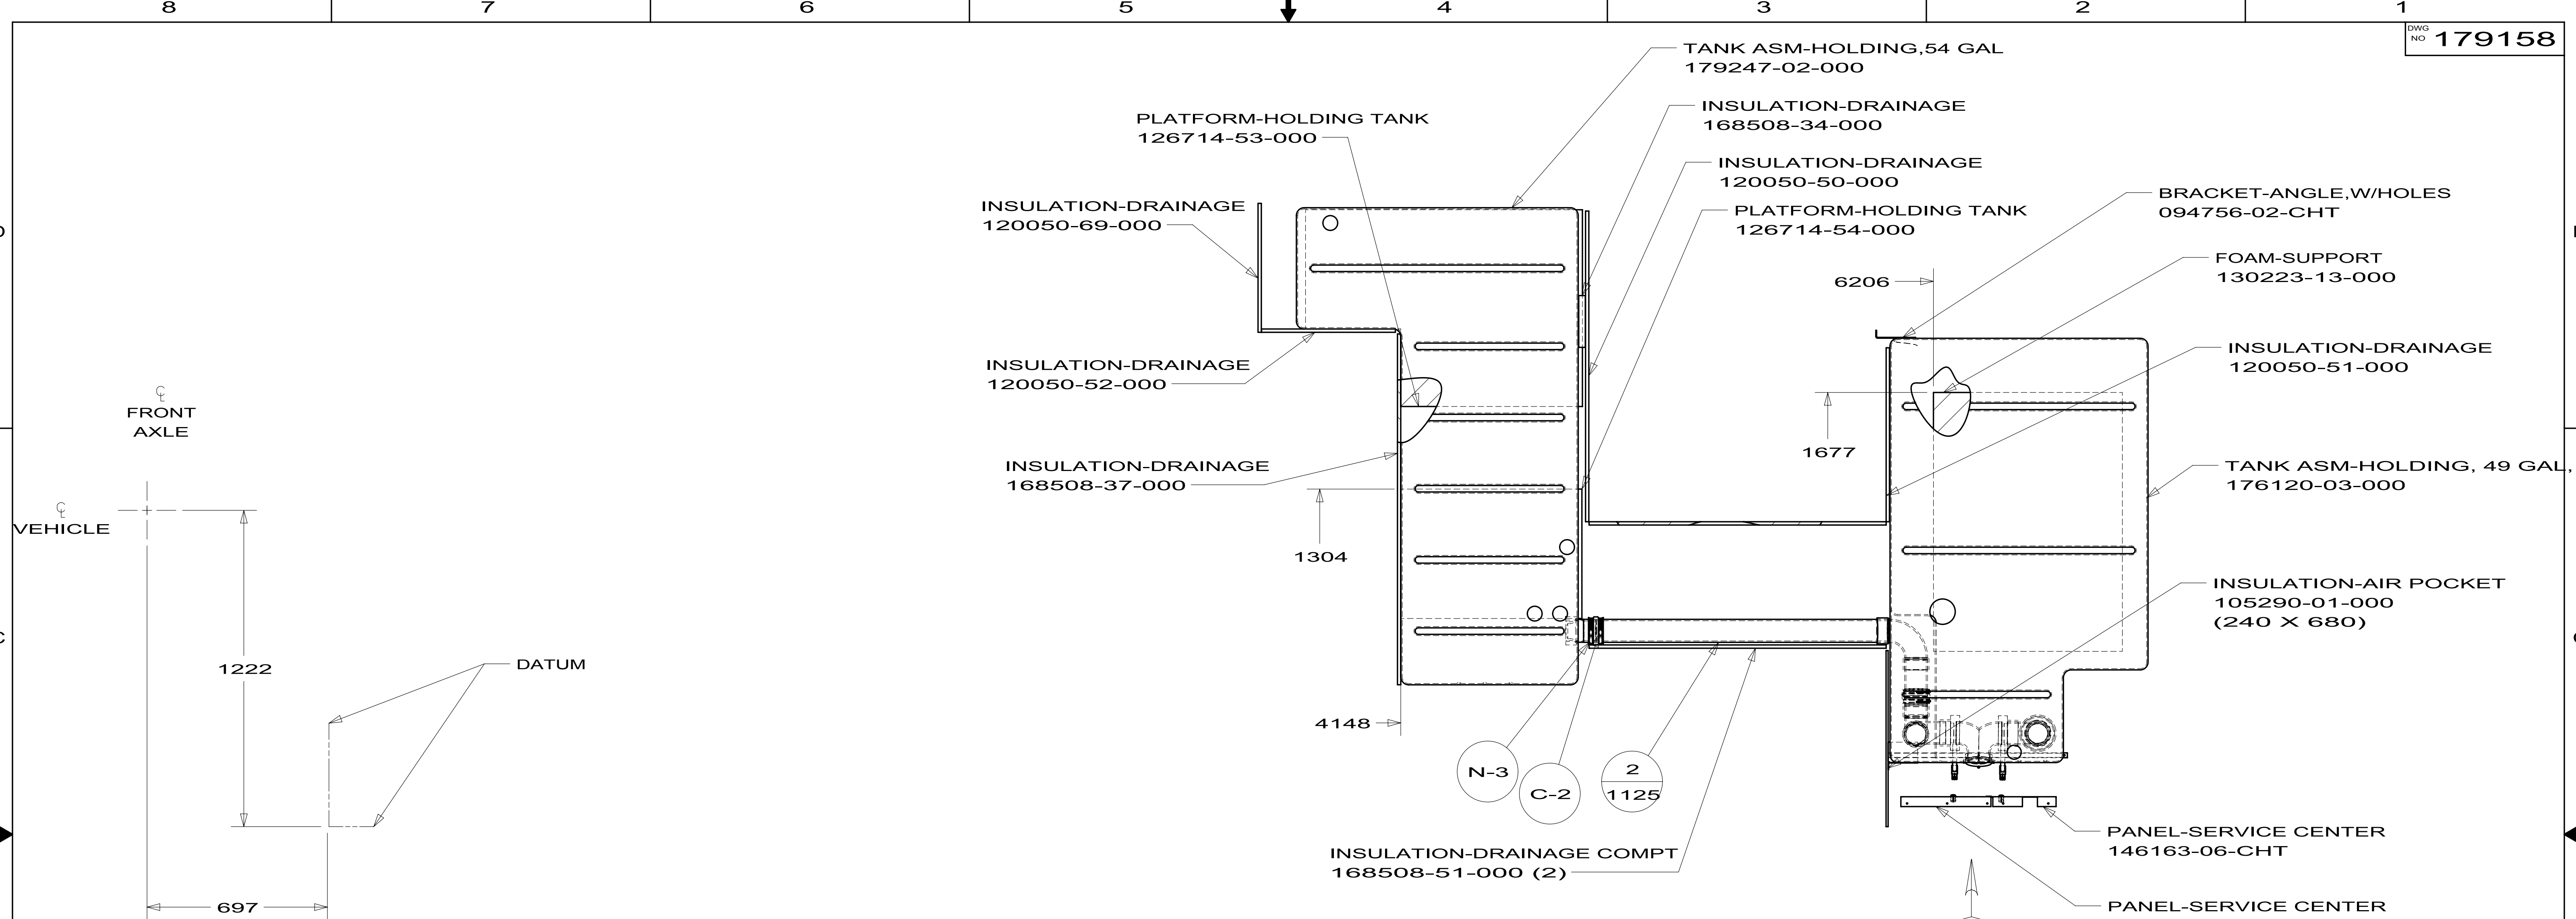 8 7 6 5 4 3 2 1
DWG
NO 179158
TANK ASM-HOLDING,54 GAL
179247-02-000
INSULATION-DRAINAGE
168508-34-000
PLATFORM-HOLDING TANK
126714-53-000
INSULATION-DRAINAGE
120050-50-000
BRACKET-ANGLE,W/HOLES
094756-02-CHT
INSULATION-DRAINAGE
120050-69-000
PLATFORM-HOLDING TANK
126714-54-000
FOAM-SUPPORT
130223-13-000
6206
INSULATION-DRAINAGE
120050-51-000
INSULATION-DRAINAGE
120050-52-000
℄
FRONT
AXLE
1677
INSULATION-DRAINAGE
168508-37-000
TANK ASM-HOLDING, 49 GAL,
176120-03-000
℄
VEHICLE
1304
INSULATION-AIR POCKET
105290-01-000
(240 X 680)
C
1222
DATUM
4148
N-3
C-2
2
1125
PANEL-SERVICE CENTER
146163-06-CHT
INSULATION-DRAINAGE COMPT
168508-51-000 (2)
697
PANEL-SERVICE CENTER